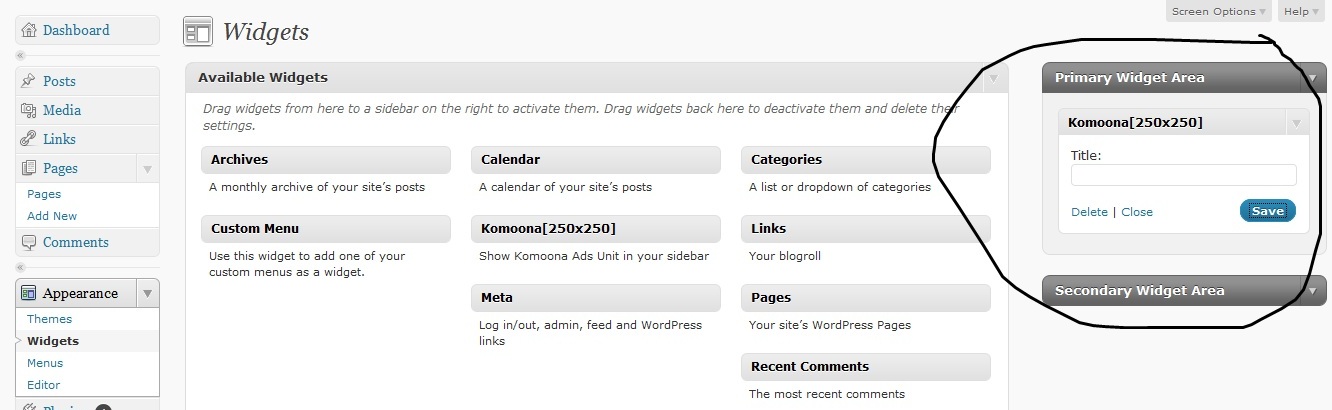 Screen Options
Help
Dashboard
Widgets
Posts
Media
Links
Pages
Pages
Add New
Comments
Appearance
Themes
Widgets
Menus
Editor
Available Widgets
Drag widgets from here to a sidebar on the right to activate them. Drag widgets back here to deactivate them and delete their
settings.
Archives
A monthly archive of your site's posts
Calendar
A calendar of your site's posts
Categories
A list or dropdown of categories
Custom Menu
Use this widget to add one of your
custom menus as a widget.
Komoona[250x250]
Show Komoona Ads Unit in your sidebar
Links
Your blogroll
Meta
Log in/out, admin, feed and WordPress
links
Pages
Your site's WordPress Pages
Recent Comments
The most recent comments
Primary Widget Area
Komoona[250x250]
Title:
Delete | Close
Save
Secondary Widget Area